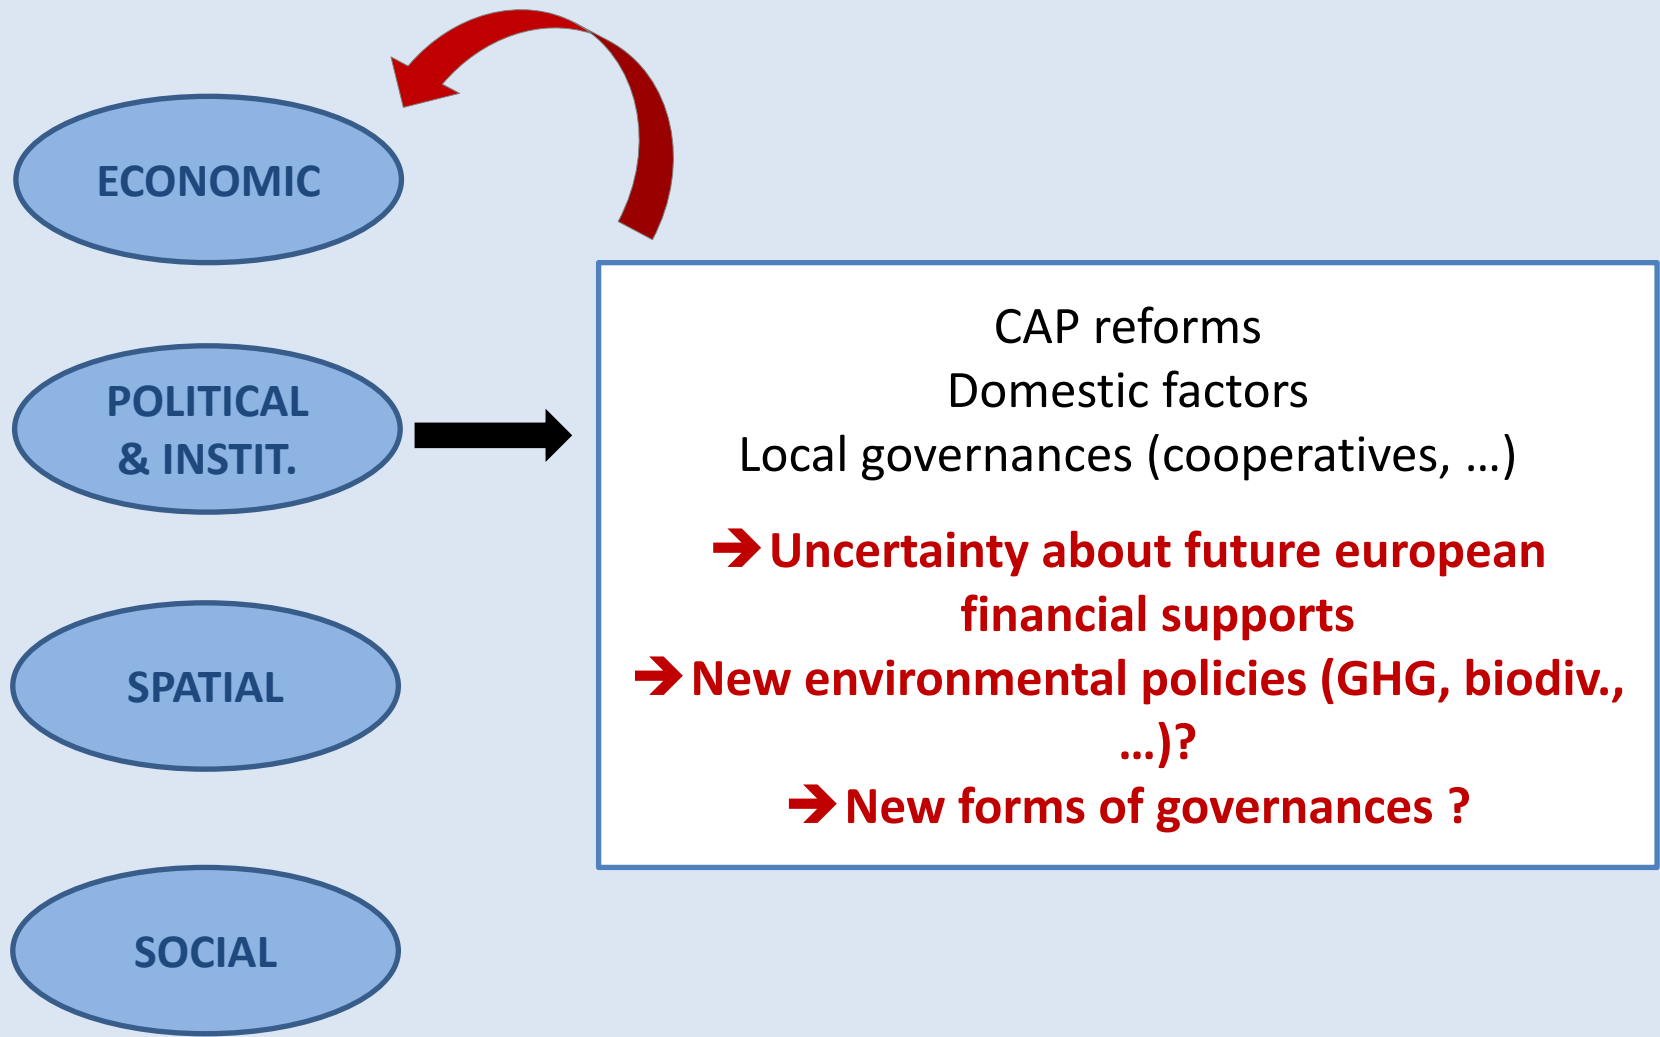 ECONOMIC
POLITICAL
& INSTIT.
SPATIAL
SOCIAL
CAP reforms
Domestic factors
Local governances (cooperatives, …)
➔ Uncertainty about future european
financial supports
➔ New environmental policies (GHG, biodiv.,
…)?
➔ New forms of governances ?